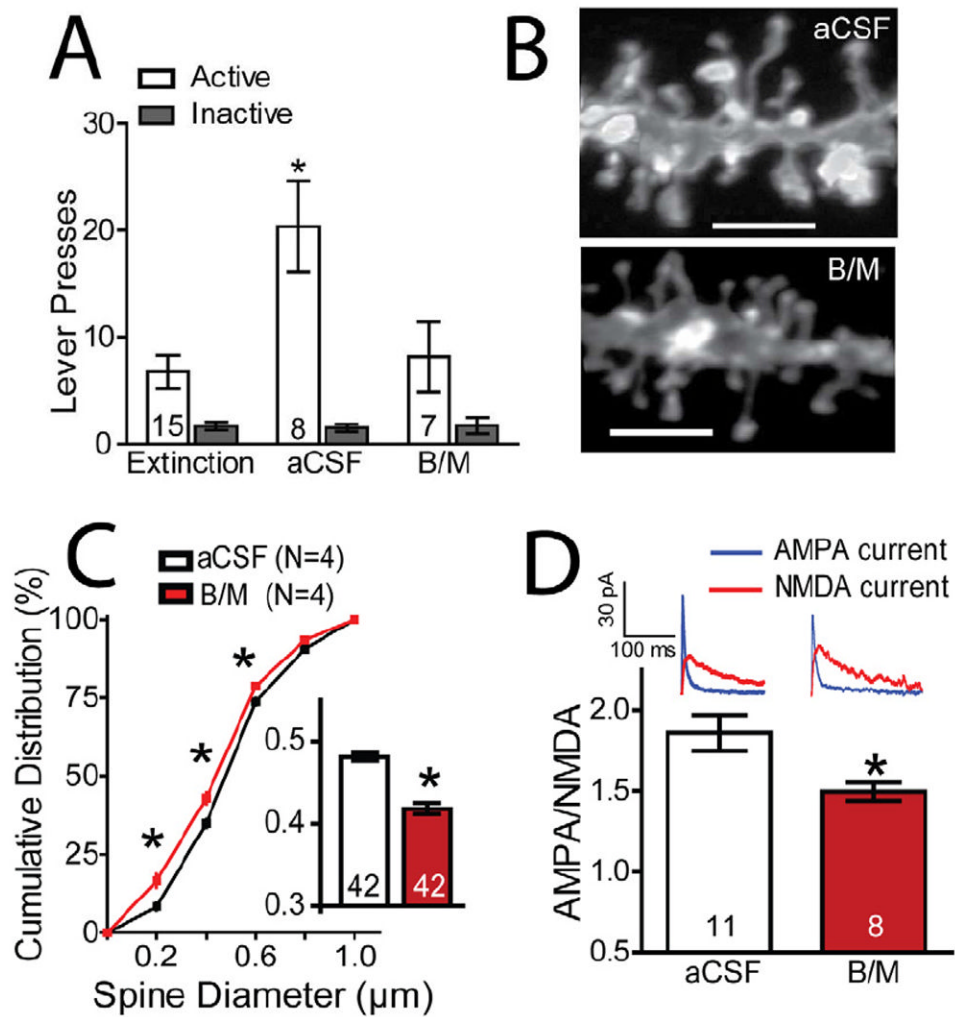 A
Active
Inactive
Lever Presses
30
20
10
0
*
15
8
7
Extinction
aCSF
B/M
B
aCSF
B/M
C
aCSF (N=4)
B/M (N=4)
Cumulative Distribution (%)
100
75
50
25
0
*
*
*
0.2
0.6
1.0
Spine Diameter (µm)
0.5
0.4
0.3
*
42
42
D
AMPA current
NMDA current
30 pA
100 ms
AMPA/NMDA
2.0
1.5
1.0
0.5
*
11
8
aCSF
B/M